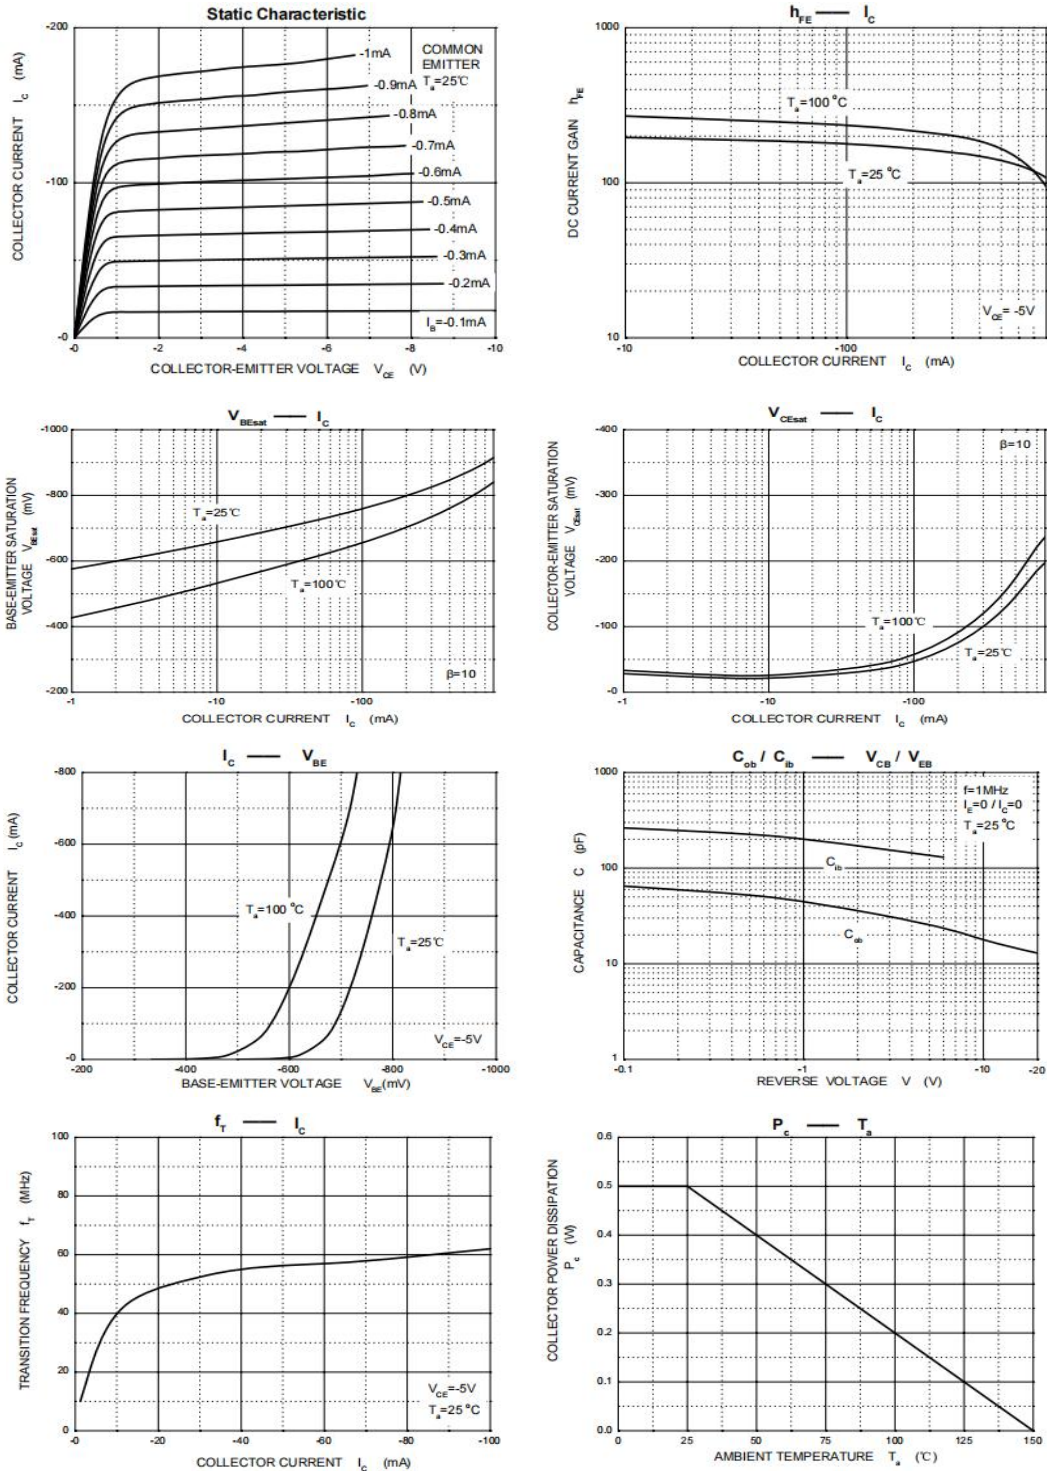 Static Characteristic
-200
-100
-0
-0
-2
-4
-6
-8
-10
COLLECTOR CURRENT I_C (mA)
COLLECTOR-EMITTER VOLTAGE V_CE (V)
COMMON
EMITTER
T_a=25℃
-1mA
-0.9mA
-0.8mA
-0.7mA
-0.6mA
-0.5mA
-0.4mA
-0.3mA
-0.2mA
I_B=-0.1mA
h_FE —— I_C
1000
100
10
-10
-100
DC CURRENT GAIN h_FE
COLLECTOR CURRENT I_C (mA)
T_a=100 °C
T_a=25 °C
V_CE= -5V
V_BEsat —— I_C
-1000
-800
-600
-400
-200
-1
-10
-100
BASE-EMITTER SATURATION
VOLTAGE V_BEsat (mV)
COLLECTOR CURRENT I_C (mA)
T_a=25℃
T_a=100℃
β=10
V_CEsat —— I_C
-400
-300
-200
-100
-0
-1
-10
-100
COLLECTOR-EMITTER SATURATION
VOLTAGE V_CEsat (mV)
COLLECTOR CURRENT I_C (mA)
β=10
T_a=100℃
T_a=25℃
I_C —— V_BE
-800
-600
-400
-200
-0
-200
-400
-600
-800
-1000
COLLECTOR CURRENT I_C (mA)
BASE-EMITTER VOLTAGE V_BE(mV)
T_a=100 °C
T_a=25℃
V_CE=-5V
C_ob / C_ib —— V_CB / V_EB
1000
100
10
1
-0.1
-1
-10
-20
CAPACITANCE C (pF)
REVERSE VOLTAGE V (V)
f=1MHz
I_E=0 / I_C=0
T_a=25 °C
C_ib
C_ob
f_T —— I_C
100
80
60
40
20
0
-0
-20
-40
-60
-80
-100
TRANSITION FREQUENCY f_T (MHz)
COLLECTOR CURRENT I_C (mA)
V_CE=-5V
T_a=25 °C
P_c —— T_a
0.6
0.5
0.4
0.3
0.2
0.1
0.0
0
25
50
75
100
125
150
COLLECTOR POWER DISSIPATION
P_c (W)
AMBIENT TEMPERATURE T_a (℃)